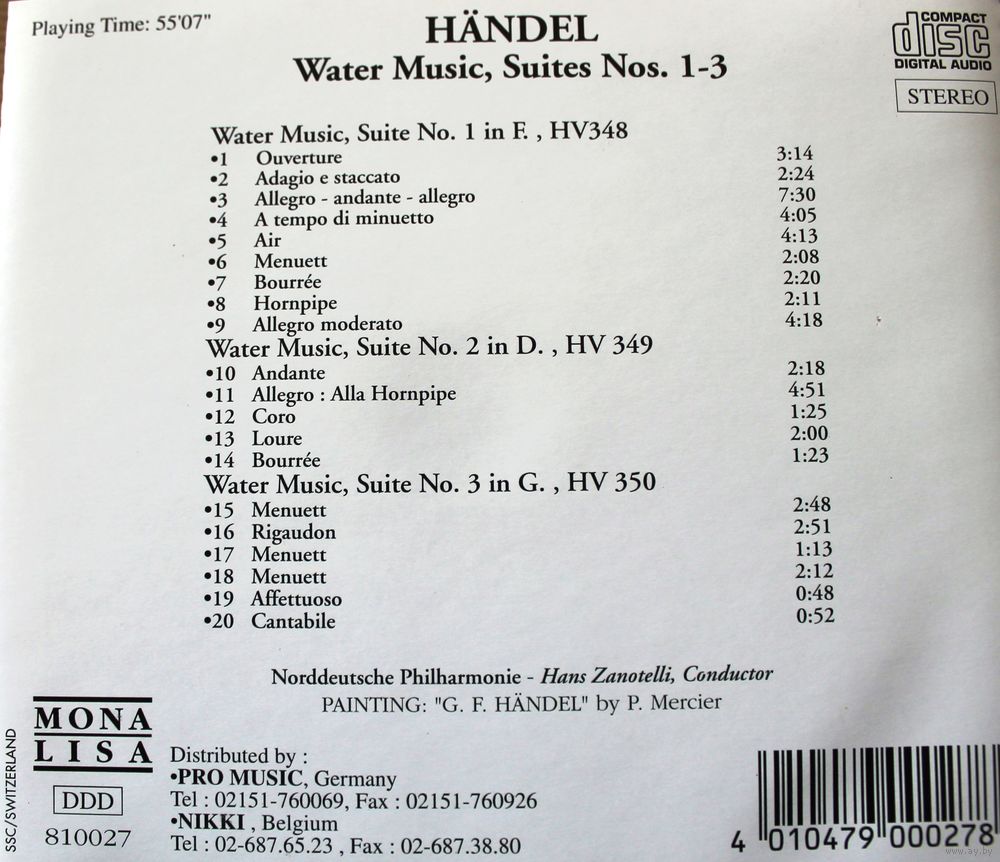 Playing Time: 55'07"
HÄNDEL
Water Music, Suites Nos. 1-3
COMPACT
disc
DIGITAL AUDIO
STEREO
Water Music, Suite No. 1 in F. , HV348
•1 Ouverture 3:14
•2 Adagio e staccato 2:24
•3 Allegro - andante - allegro 7:30
•4 A tempo di minuetto 4:05
•5 Air 4:13
•6 Menuett 2:08
•7 Bourrée 2:20
•8 Hornpipe 2:11
•9 Allegro moderato 4:18
Water Music, Suite No. 2 in D. , HV 349
•10 Andante 2:18
•11 Allegro : Alla Hornpipe 4:51
•12 Coro 1:25
•13 Loure 2:00
•14 Bourrée 1:23
Water Music, Suite No. 3 in G. , HV 350
•15 Menuett 2:48
•16 Rigaudon 2:51
•17 Menuett 1:13
•18 Menuett 2:12
•19 Affettuoso 0:48
•20 Cantabile 0:52
Norddeutsche Philharmonie - Hans Zanotelli, Conductor
PAINTING: "G. F. HÄNDEL" by P. Mercier
SSC/SWITZERLAND
MONA
LISA
DDD
810027
Distributed by :
•PRO MUSIC, Germany
Tel : 02151-760069, Fax : 02151-760926
•NIKKI , Belgium
Tel : 02-687.65.23 , Fax : 02-687.38.80
4 010479 000278
www.ay.by